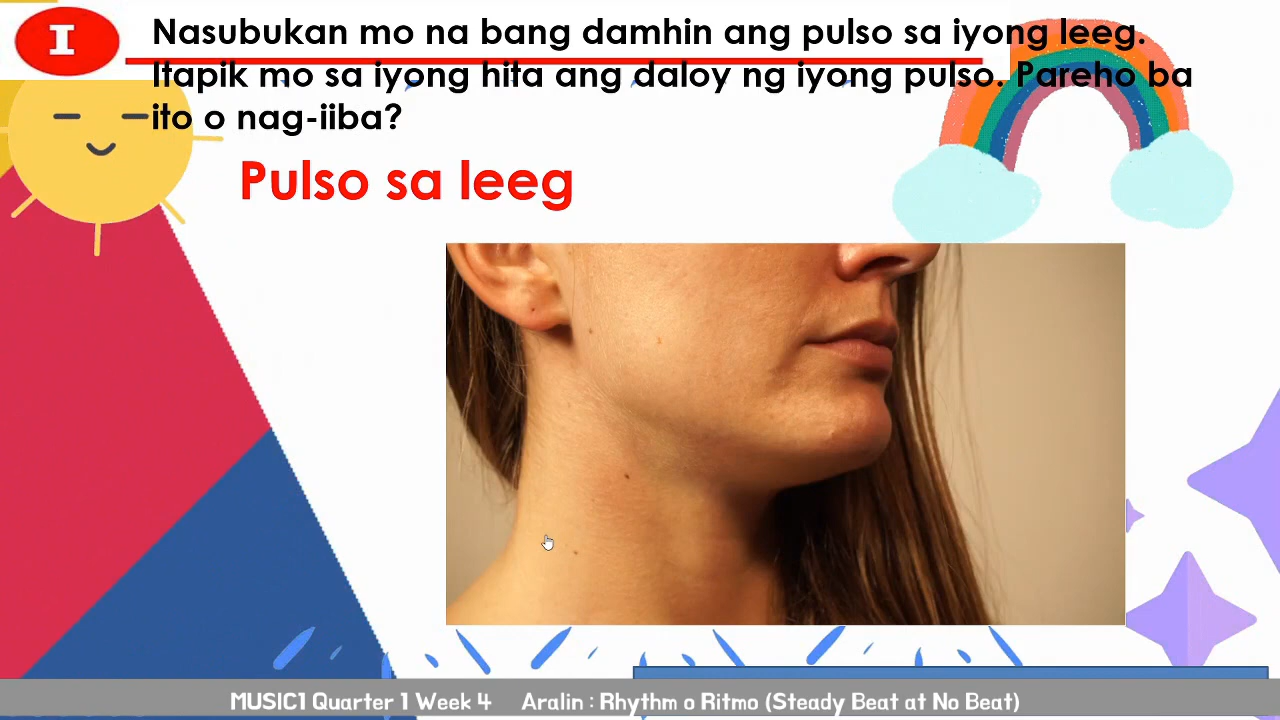 I
Nasubukan mo na bang damhin ang pulso sa iyong leeg.
Itapik mo sa iyong hita ang daloy ng iyong pulso. Pareho ba
ito o nag-iiba?
Pulso sa leeg
MUSIC1 Quarter 1 Week 4 Aralin : Rhythm o Ritmo (Steady Beat at No Beat)